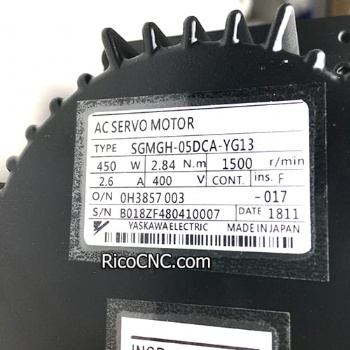 AC SERVO MOTOR
TYPE SGMGH-05DCA-YG13
450 W 2.84 N.m 1500 r/min
2.6 A 400 V CONT. ins. F
O/N 0H3857 003 -017
S/N B018ZF480410007 1811
YASKAWA ELECTRIC MADE IN JAPAN
RicoCNC.com